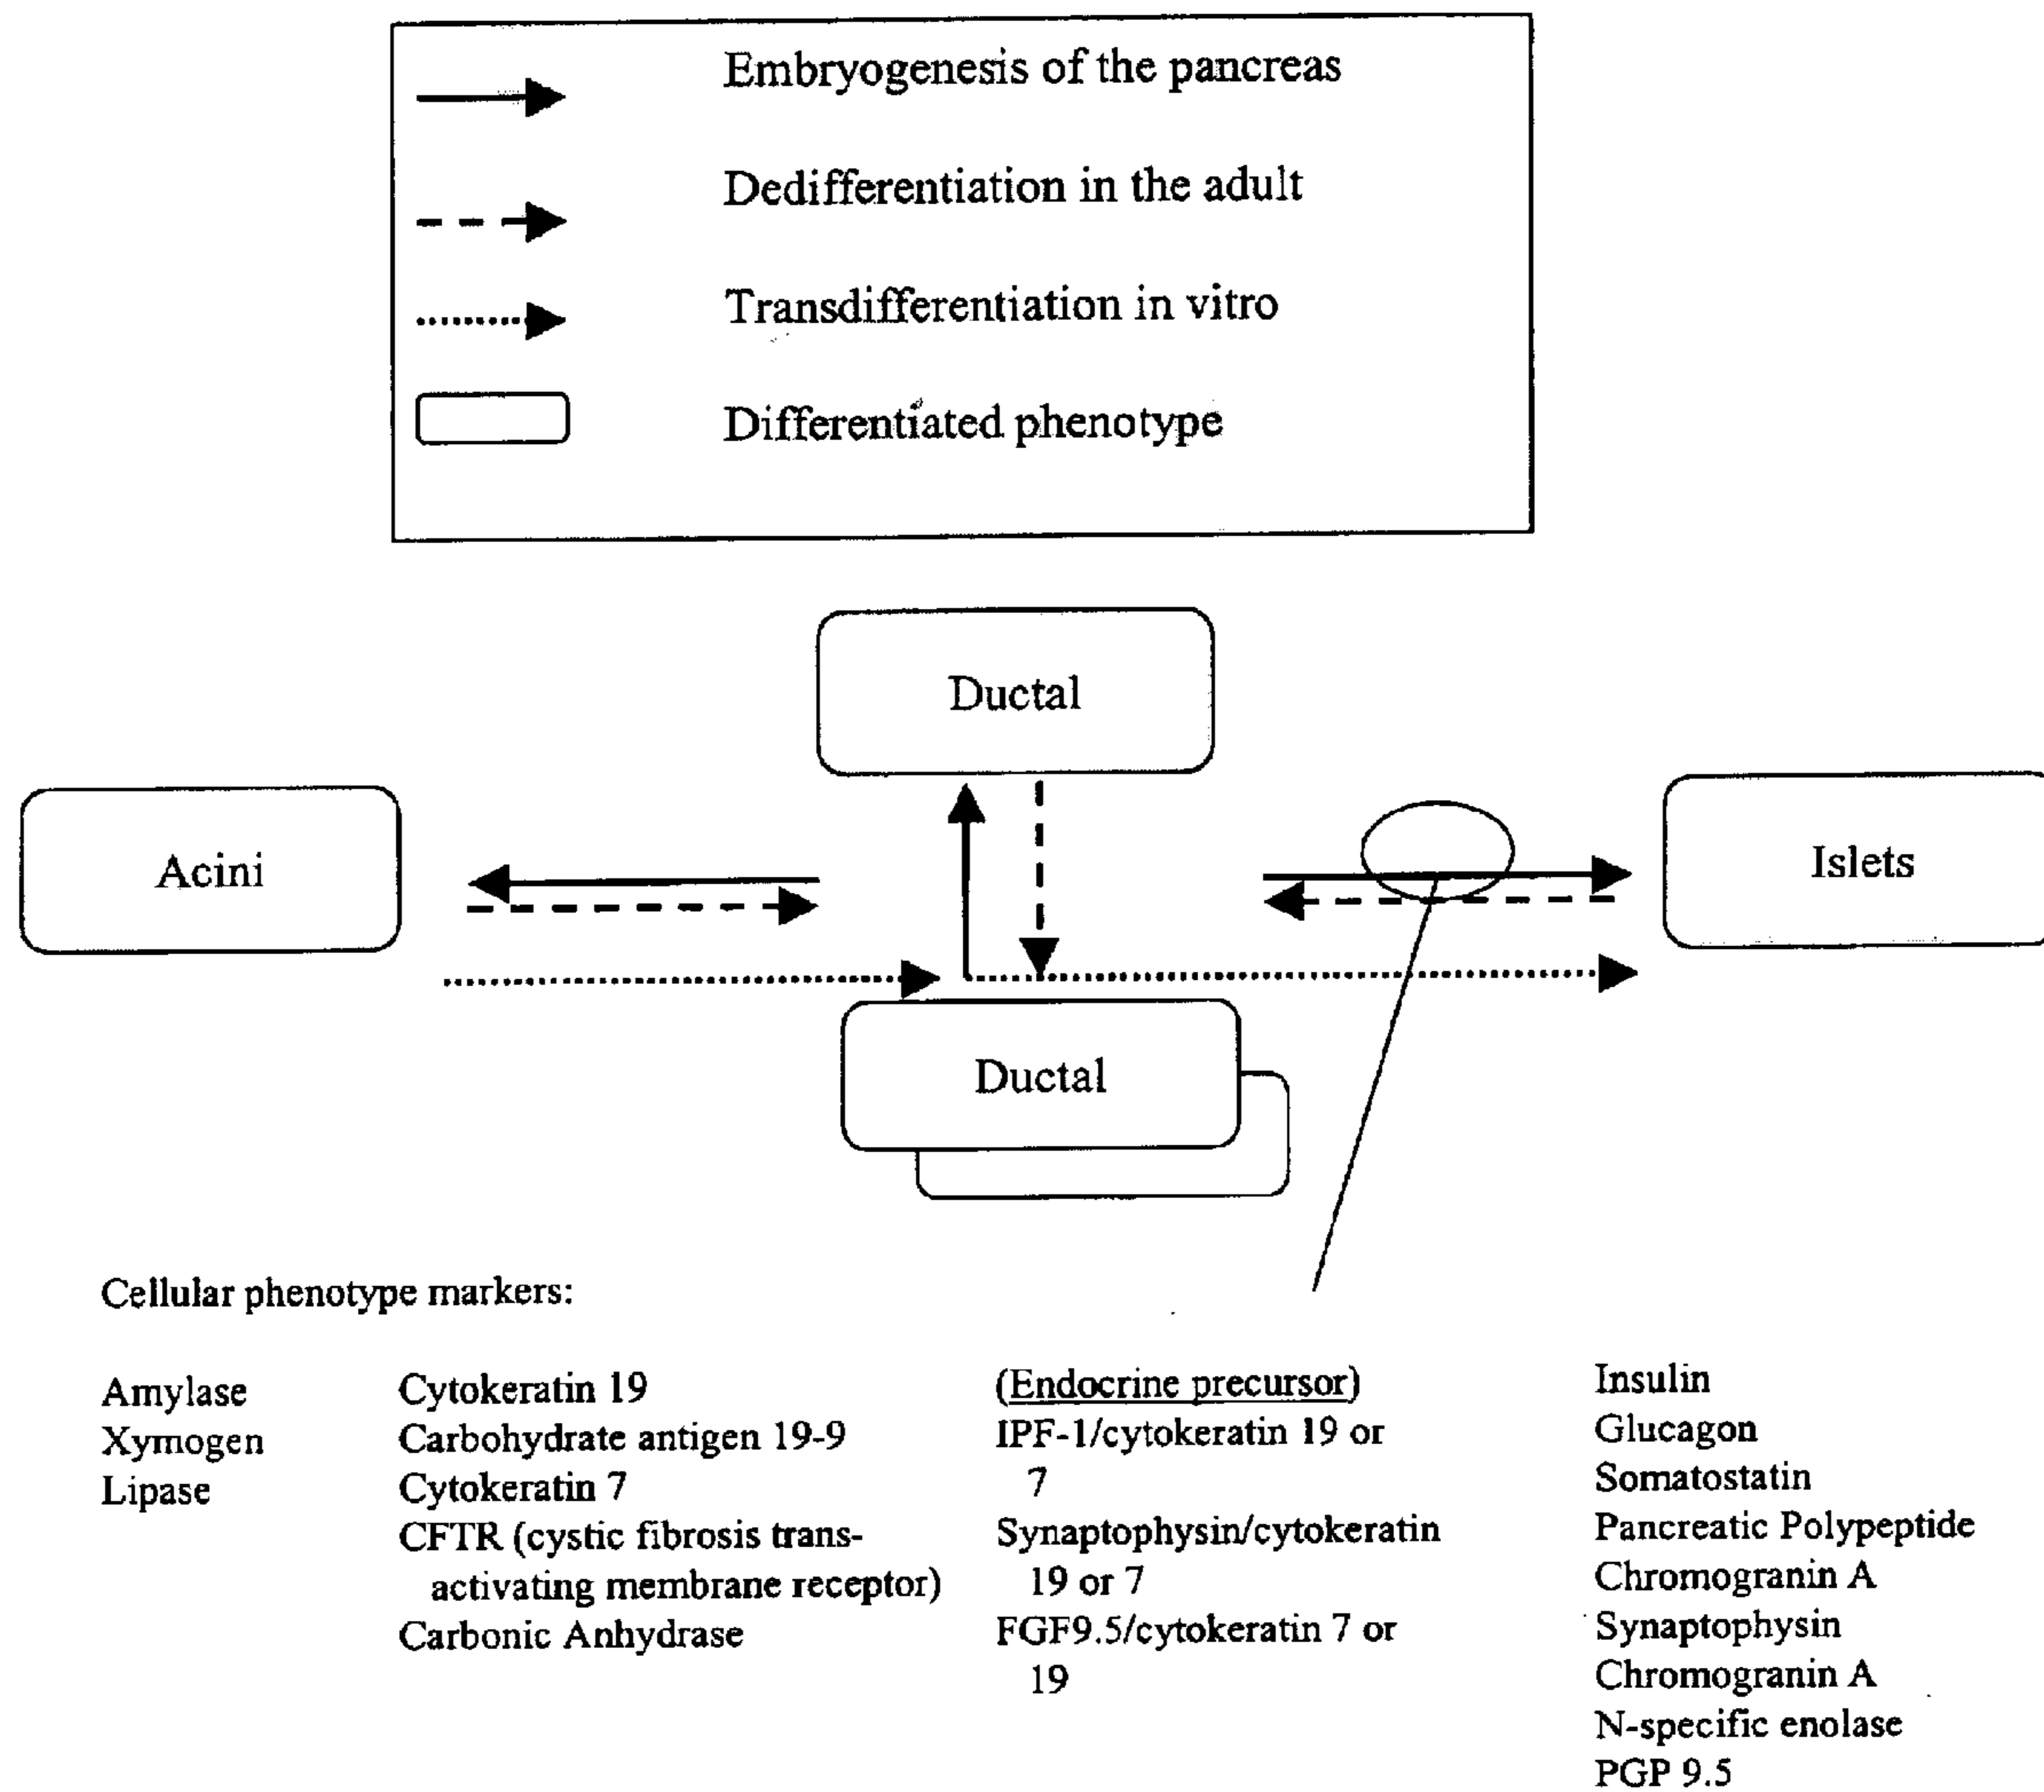 Embryogenesis of the pancreas
Dedifferentiation in the adult
Transdifferentiation in vitro
Differentiated phenotype
Ductal
Acini
Islets
Ductal
Cellular phenotype markers:
Amylase
Xymogen
Lipase
Cytokeratin 19
Carbohydrate antigen 19-9
Cytokeratin 7
CFTR (cystic fibrosis trans-
activating membrane receptor)
Carbonic Anhydrase
(Endocrine precursor)
IPF-1/cytokeratin 19 or
7
Synaptophysin/cytokeratin
19 or 7
FGF9.5/cytokeratin 7 or
19
Insulin
Glucagon
Somatostatin
Pancreatic Polypeptide
Chromogranin A
Synaptophysin
Chromogranin A
N-specific enolase
PGP 9.5